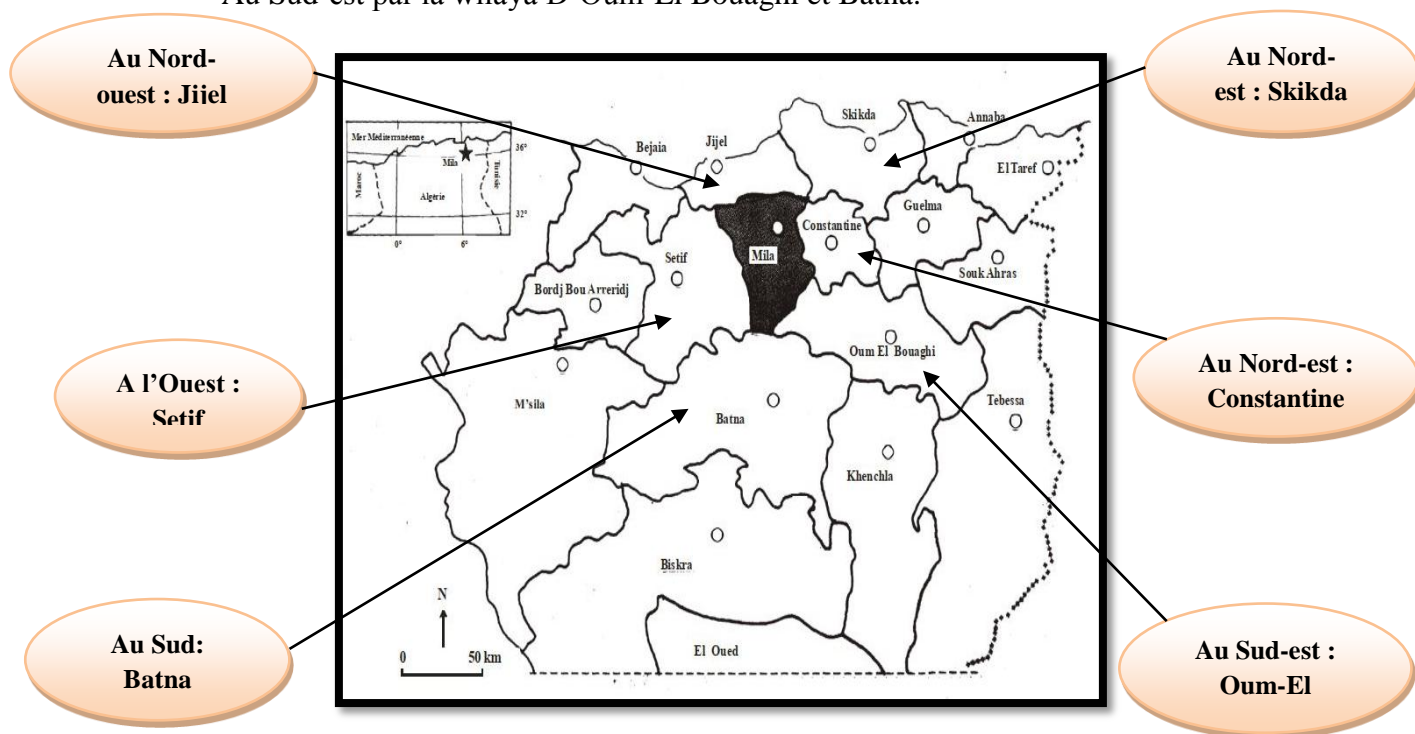 Au Sud-est par la wilaya D'Oum El Bouaghi et Batna.
Au Nord-
ouest : Jijel
Au Nord-
est : Skikda
Mer Méditerranéenne
36°
Mila
Maroc
Tunisie
Algérie
32°
0°
6°
Skikda
Annaba
Bejaia
Jijel
El Taref
Guelma
Constantine
Mila
Setif
Souk Ahras
Bordj Bou Arreridj
Oum El Bouaghi
A l'Ouest :
Setif
Au Nord-est :
Constantine
M'sila
Batna
Tebessa
Khenchla
Biskra
N
0 50 km
El Oued
Au Sud:
Batna
Au Sud-est :
Oum-El